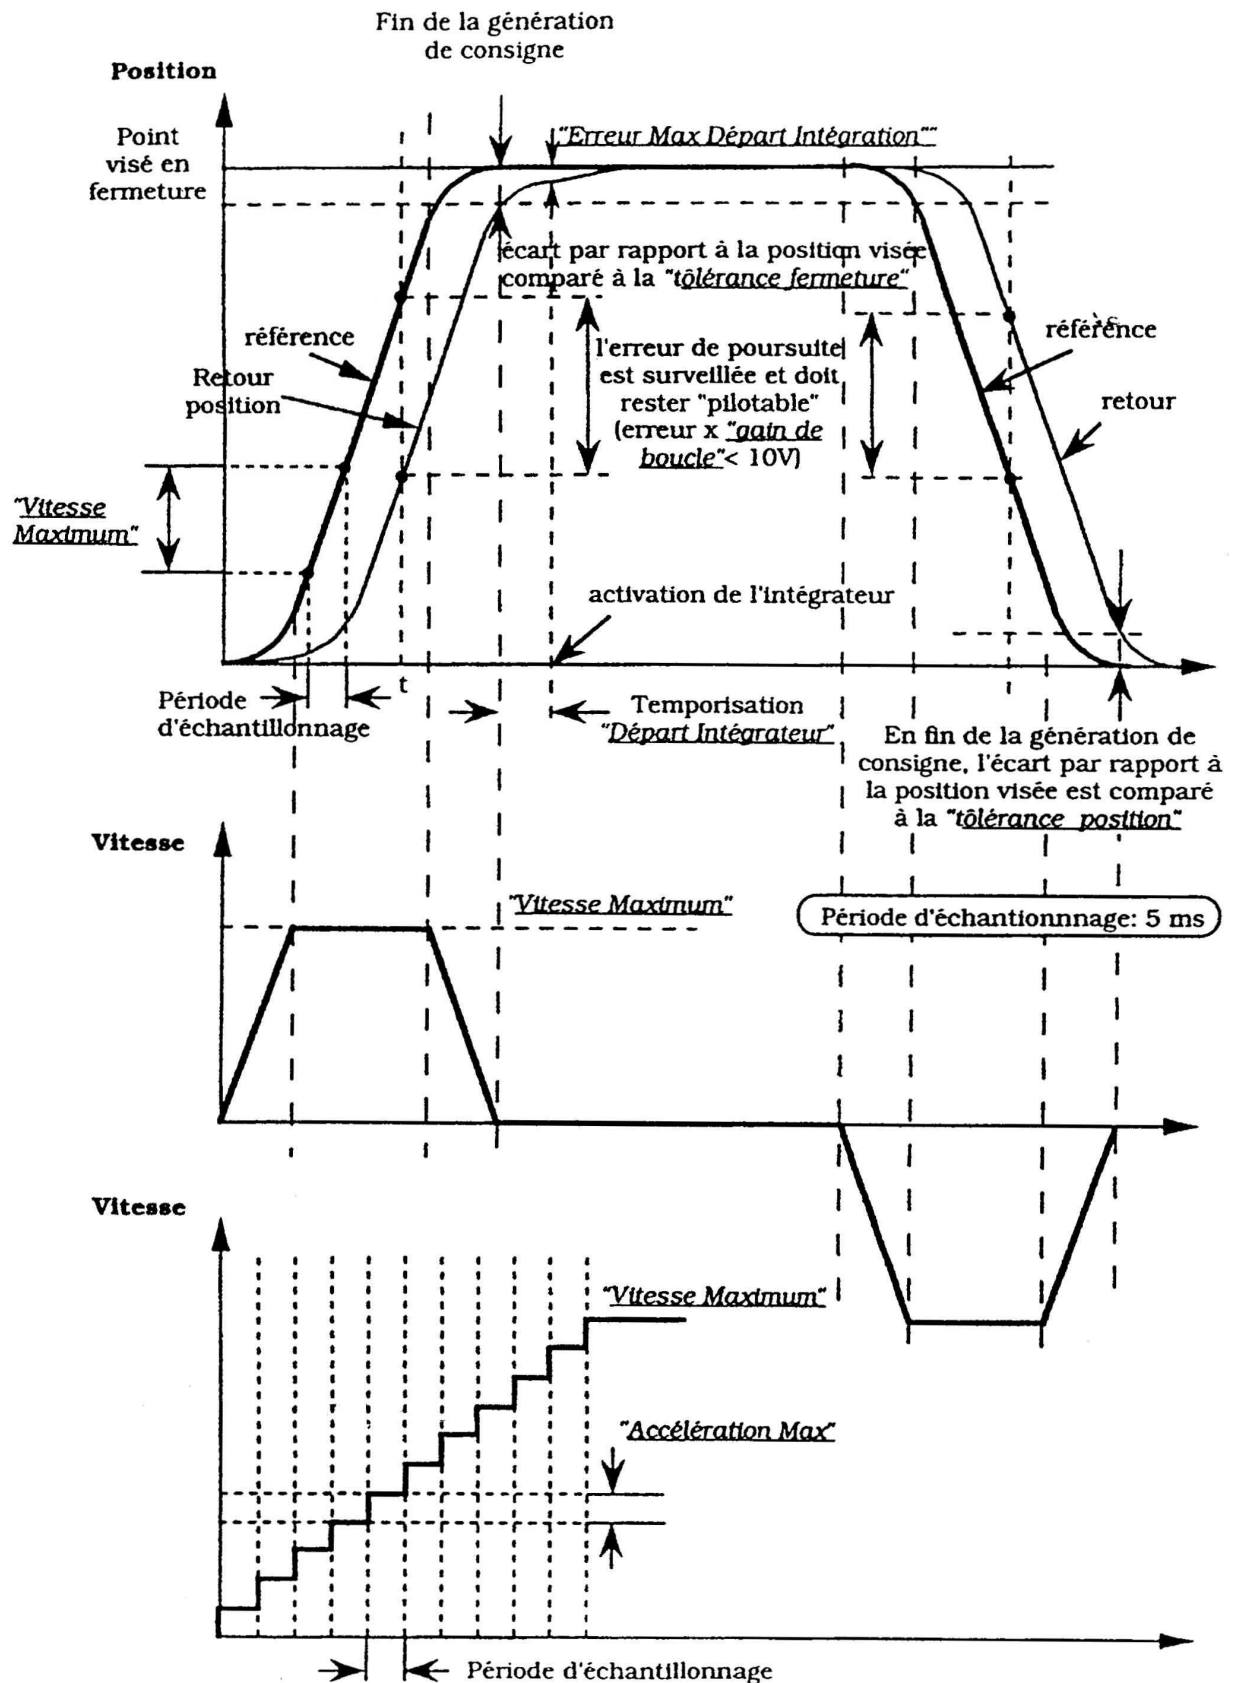 Fin de la génération
de consigne
Position
Point
visé en
fermeture
"Erreur Max Départ Intégration""
écart par rapport à la position visée
comparé à la "tôlérance fermeture"
référence
Retour
position
l'erreur de poursuite
est surveillée et doit
rester "pilotable"
(erreur x "gain de
boucle"< 10V)
référence
retour
"Vitesse
Maximum"
activation de l'intégrateur
t
Période
d'échantillonnage
Temporisation
"Départ Intégrateur"
En fin de la génération de
consigne, l'écart par rapport à
la position visée est comparé
à la "tôlérance position"
Vitesse
"Vitesse Maximum"
Période d'échantionnnage: 5 ms
Vitesse
"Vitesse Maximum"
"Accélération Max"
Période d'échantillonnage